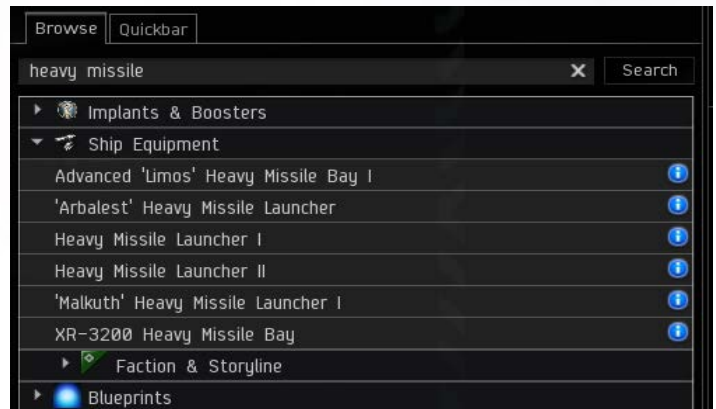 Browse Quickbar
heavy missile Search
Implants & Boosters
Ship Equipment
Advanced 'Limos' Heavy Missile Bay I
'Arbalest' Heavy Missile Launcher
Heavy Missile Launcher I
Heavy Missile Launcher II
'Malkuth' Heavy Missile Launcher I
XR-3200 Heavy Missile Bay
Faction & Storyline
Blueprints